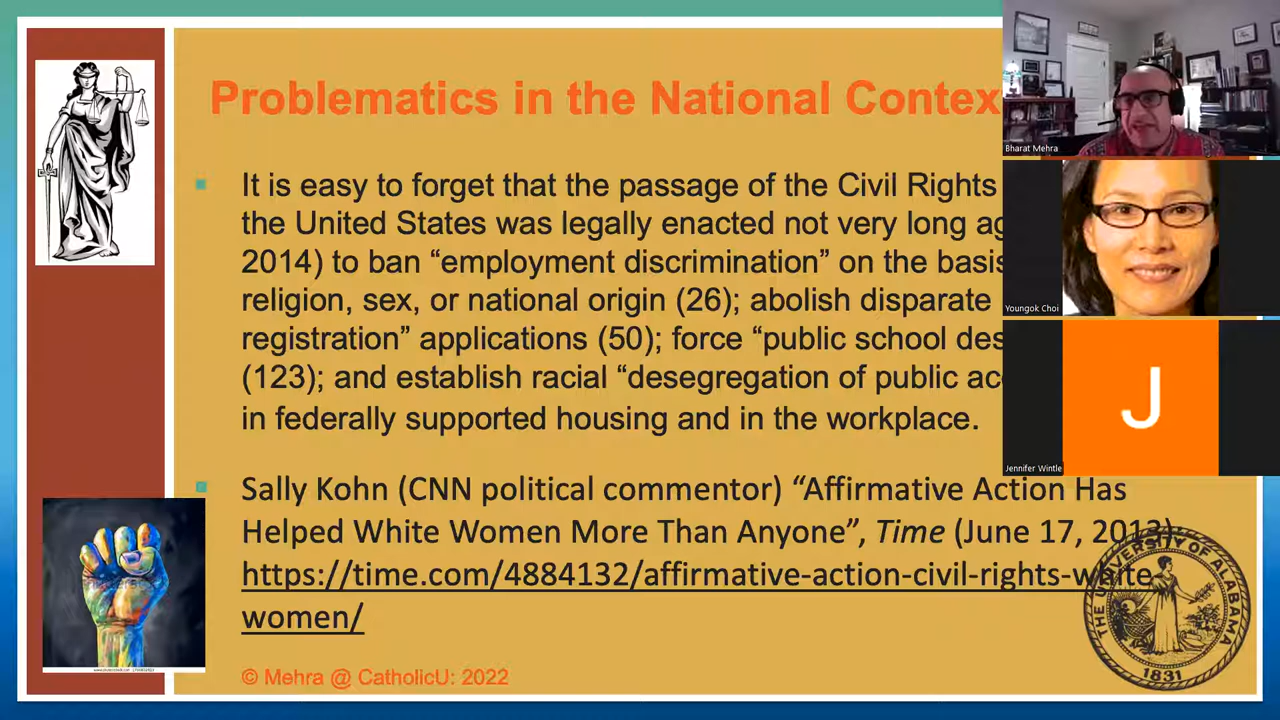 Problematics in the National Contex
It is easy to forget that the passage of the Civil Rights
the United States was legally enacted not very long ag
2014) to ban “employment discrimination” on the basis
religion, sex, or national origin (26); abolish disparate
registration” applications (50); force “public school des
(123); and establish racial “desegregation of public acc
in federally supported housing and in the workplace.
Sally Kohn (CNN political commentor) “Affirmative Action Has
Helped White Women More Than Anyone”, Time (June 17, 2013)
https://time.com/4884132/affirmative-action-civil-rights-white-
women/
© Mehra @ CatholicU: 2022
Bharat Mehra
Youngok Choi
J
Jennifer Wintle
THE UNIVERSITY OF ALABAMA
1831